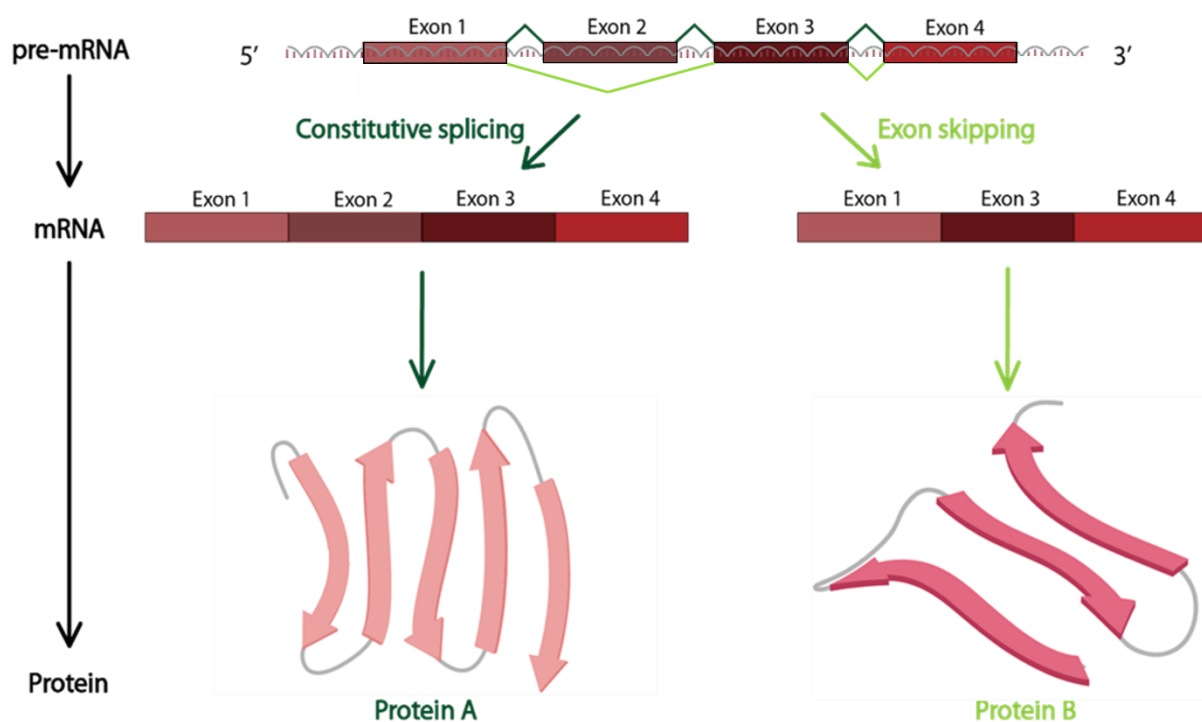 pre-mRNA
5’
Exon 1
Exon 2
Exon 3
Exon 4
3’
Constitutive splicing
Exon skipping
mRNA
Exon 1
Exon 2
Exon 3
Exon 4
Exon 1
Exon 3
Exon 4
Protein
Protein A
Protein B